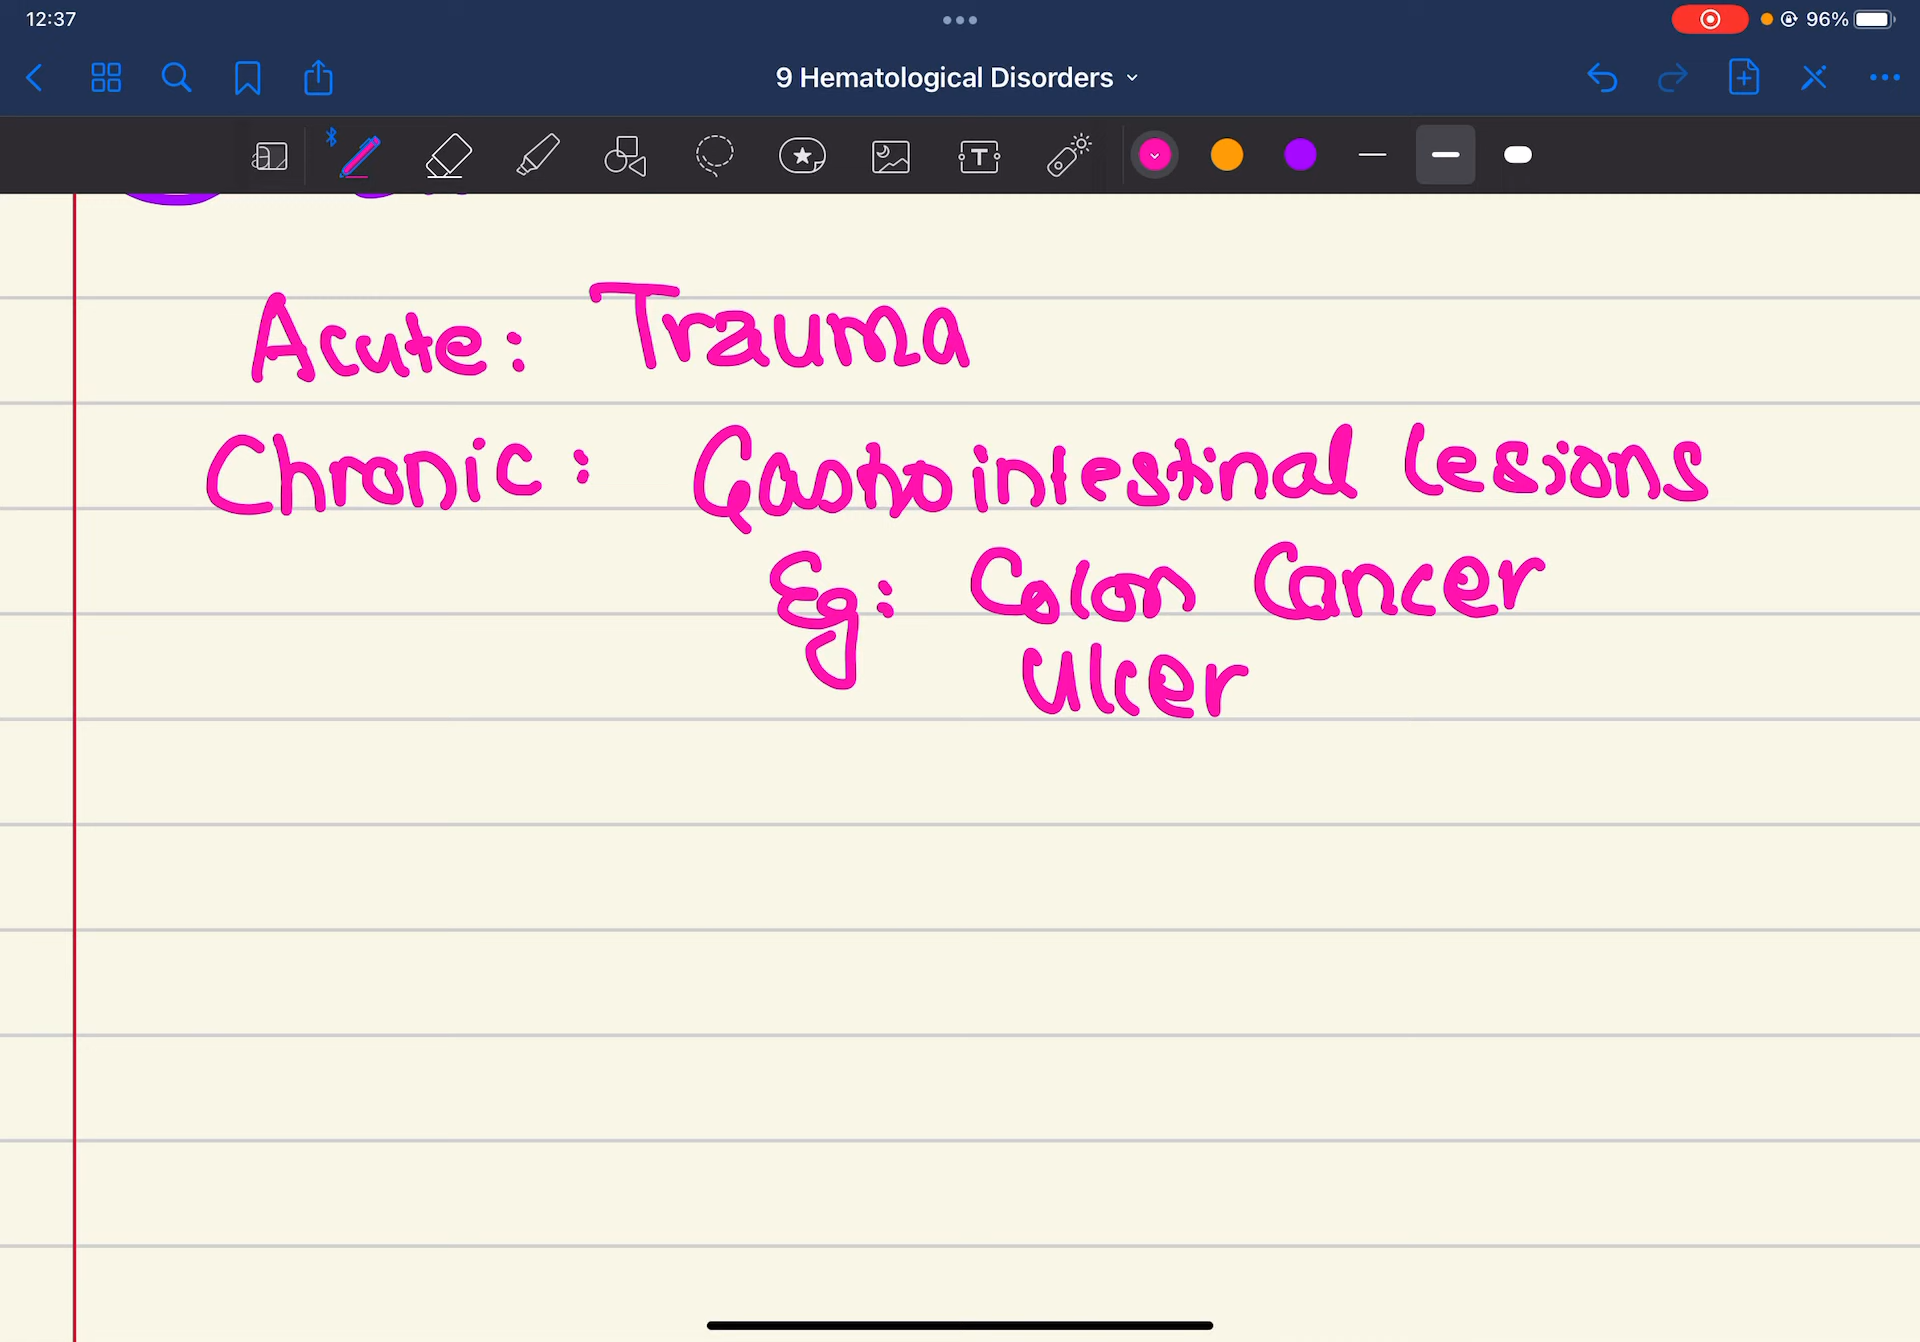 12:37
96%
9 Hematological Disorders
T
Acute: Trauma
Chronic: Gastrointestinal lesions
Eg: Colon Cancer
Ulcer